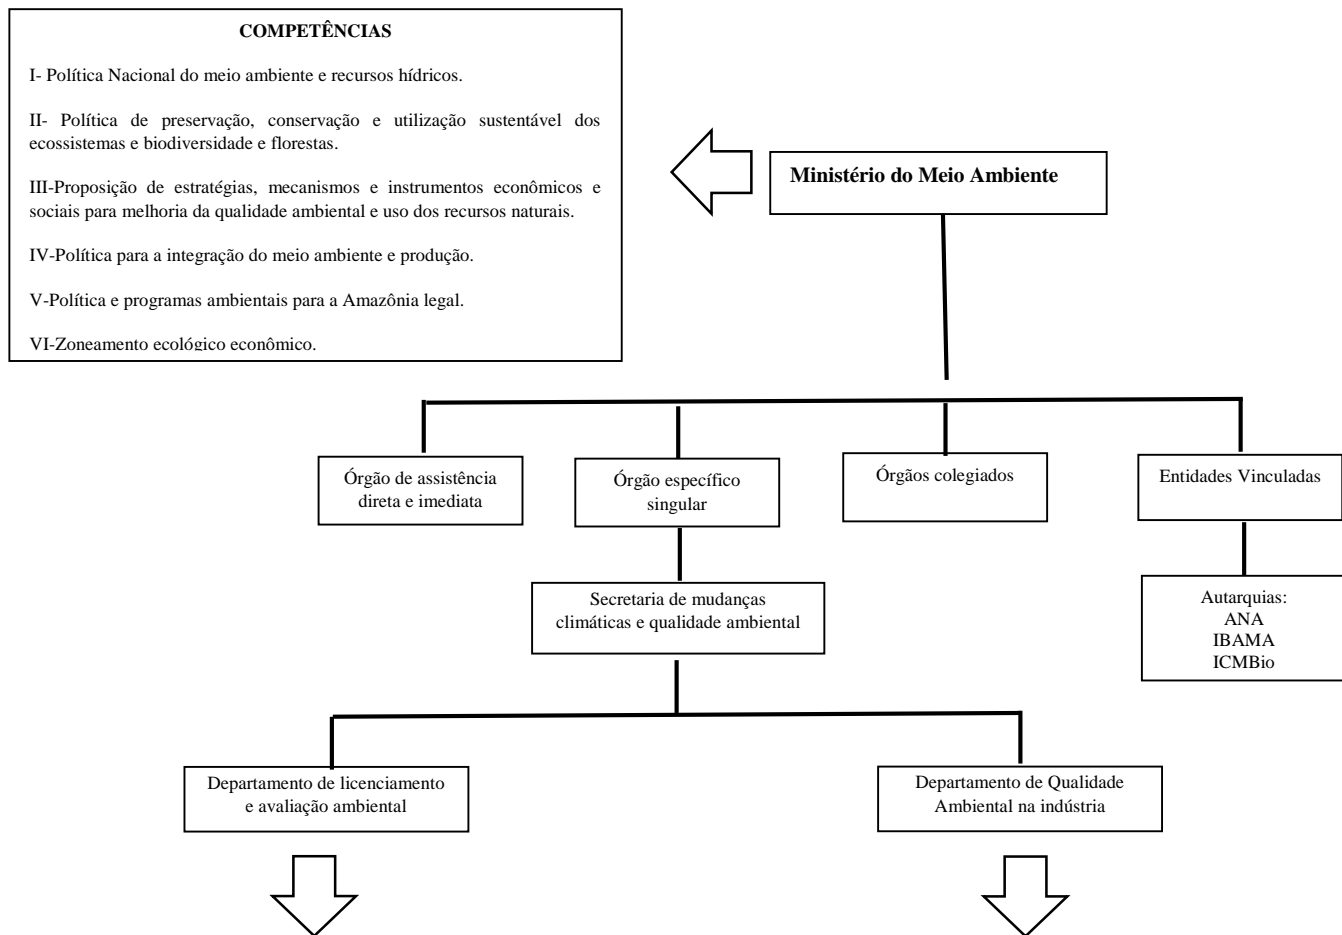 COMPETÊNCIAS
I- Política Nacional do meio ambiente e recursos hídricos.
II- Política de preservação, conservação e utilização sustentável dos
ecossistemas e biodiversidade e florestas.
III-Proposição de estratégias, mecanismos e instrumentos econômicos e
sociais para melhoria da qualidade ambiental e uso dos recursos naturais.
IV-Política para a integração do meio ambiente e produção.
V-Política e programas ambientais para a Amazônia legal.
VI-Zoneamento ecológico econômico.
Ministério do Meio Ambiente
Órgão de assistência
direta e imediata
Órgão específico
singular
Órgãos colegiados
Entidades Vinculadas
Secretaria de mudanças
climáticas e qualidade ambiental
Autarquias:
ANA
IBAMA
ICMBio
Departamento de licenciamento
e avaliação ambiental
Departamento de Qualidade
Ambiental na indústria